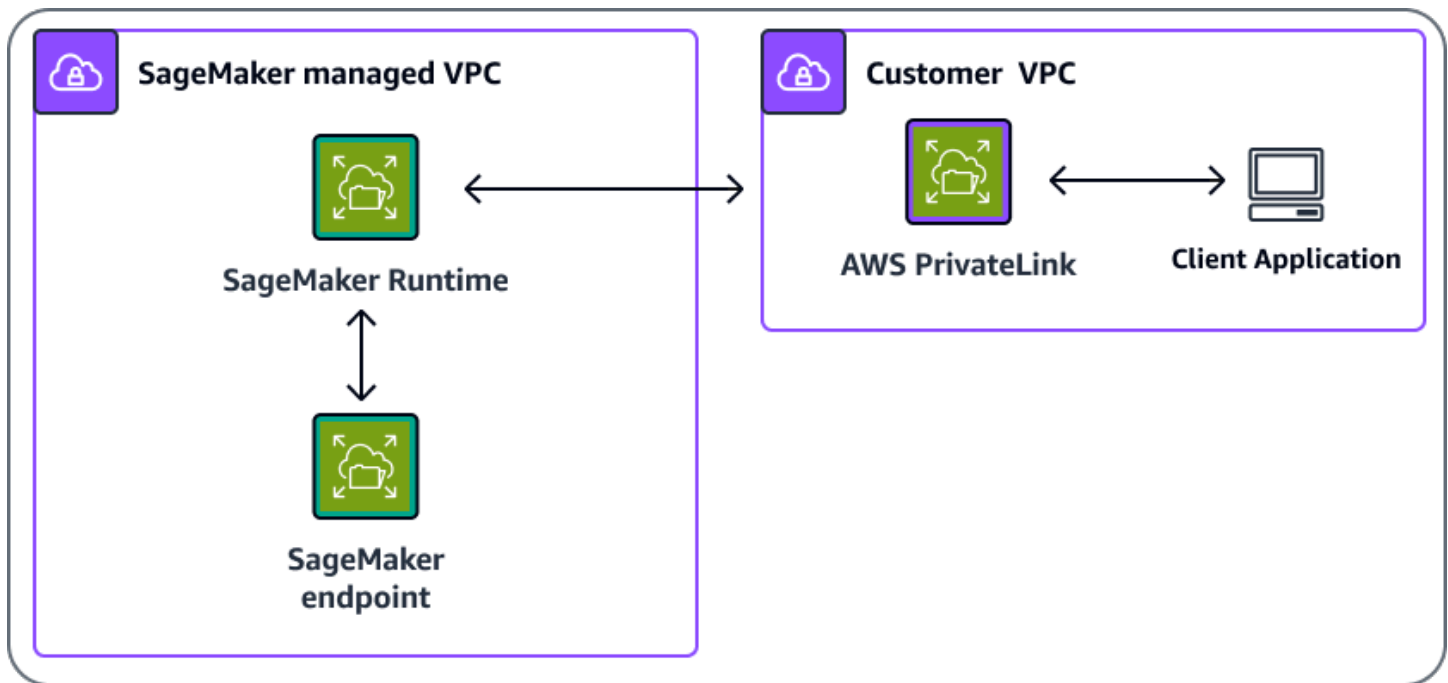 SageMaker managed VPC
SageMaker Runtime
SageMaker
endpoint
Customer VPC
AWS PrivateLink
Client Application